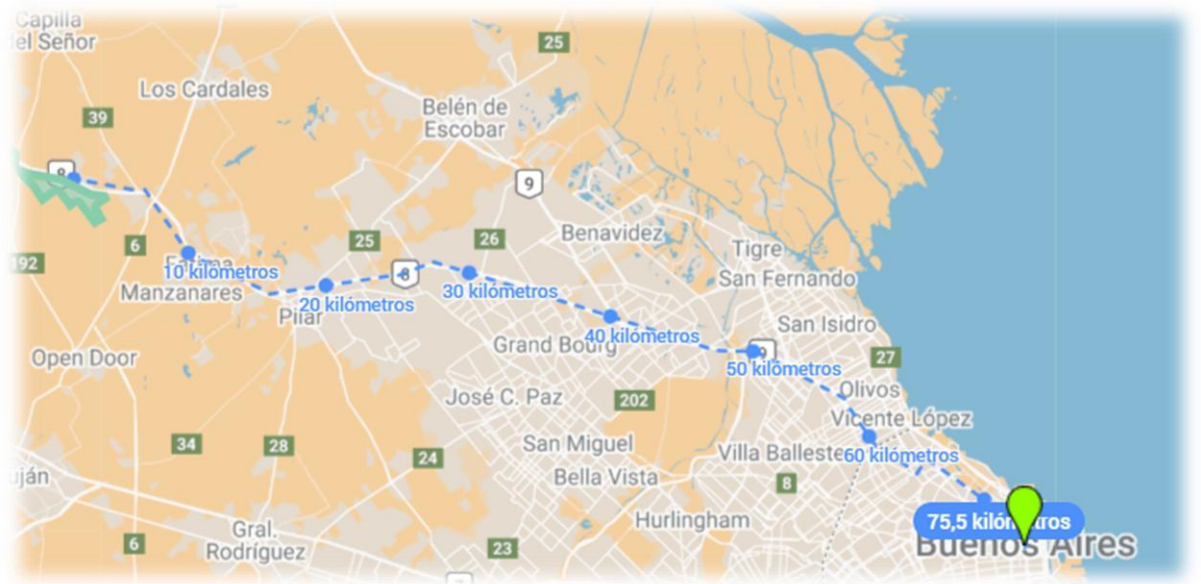 Capilla
del Señor
25
Los Cardales
Belén de
Escobar
39
8
9
6
25
26
Benavidez
Tigre
192
Fátima
10 kilómetros
San Fernando
8
Manzanares
20 kilómetros
30 kilómetros
Pilar
San Isidro
40 kilómetros
Grand Bourg
Open Door
9
27
50 kilómetros
Olivos
José C. Paz
202
Vicente López
34
28
San Miguel
24
Villa Ballester
60 kilómetros
Bella Vista
8
uján
Hurlingham
75,5 kilómetros
Gral.
Rodríguez
6
23
Buenos Aires